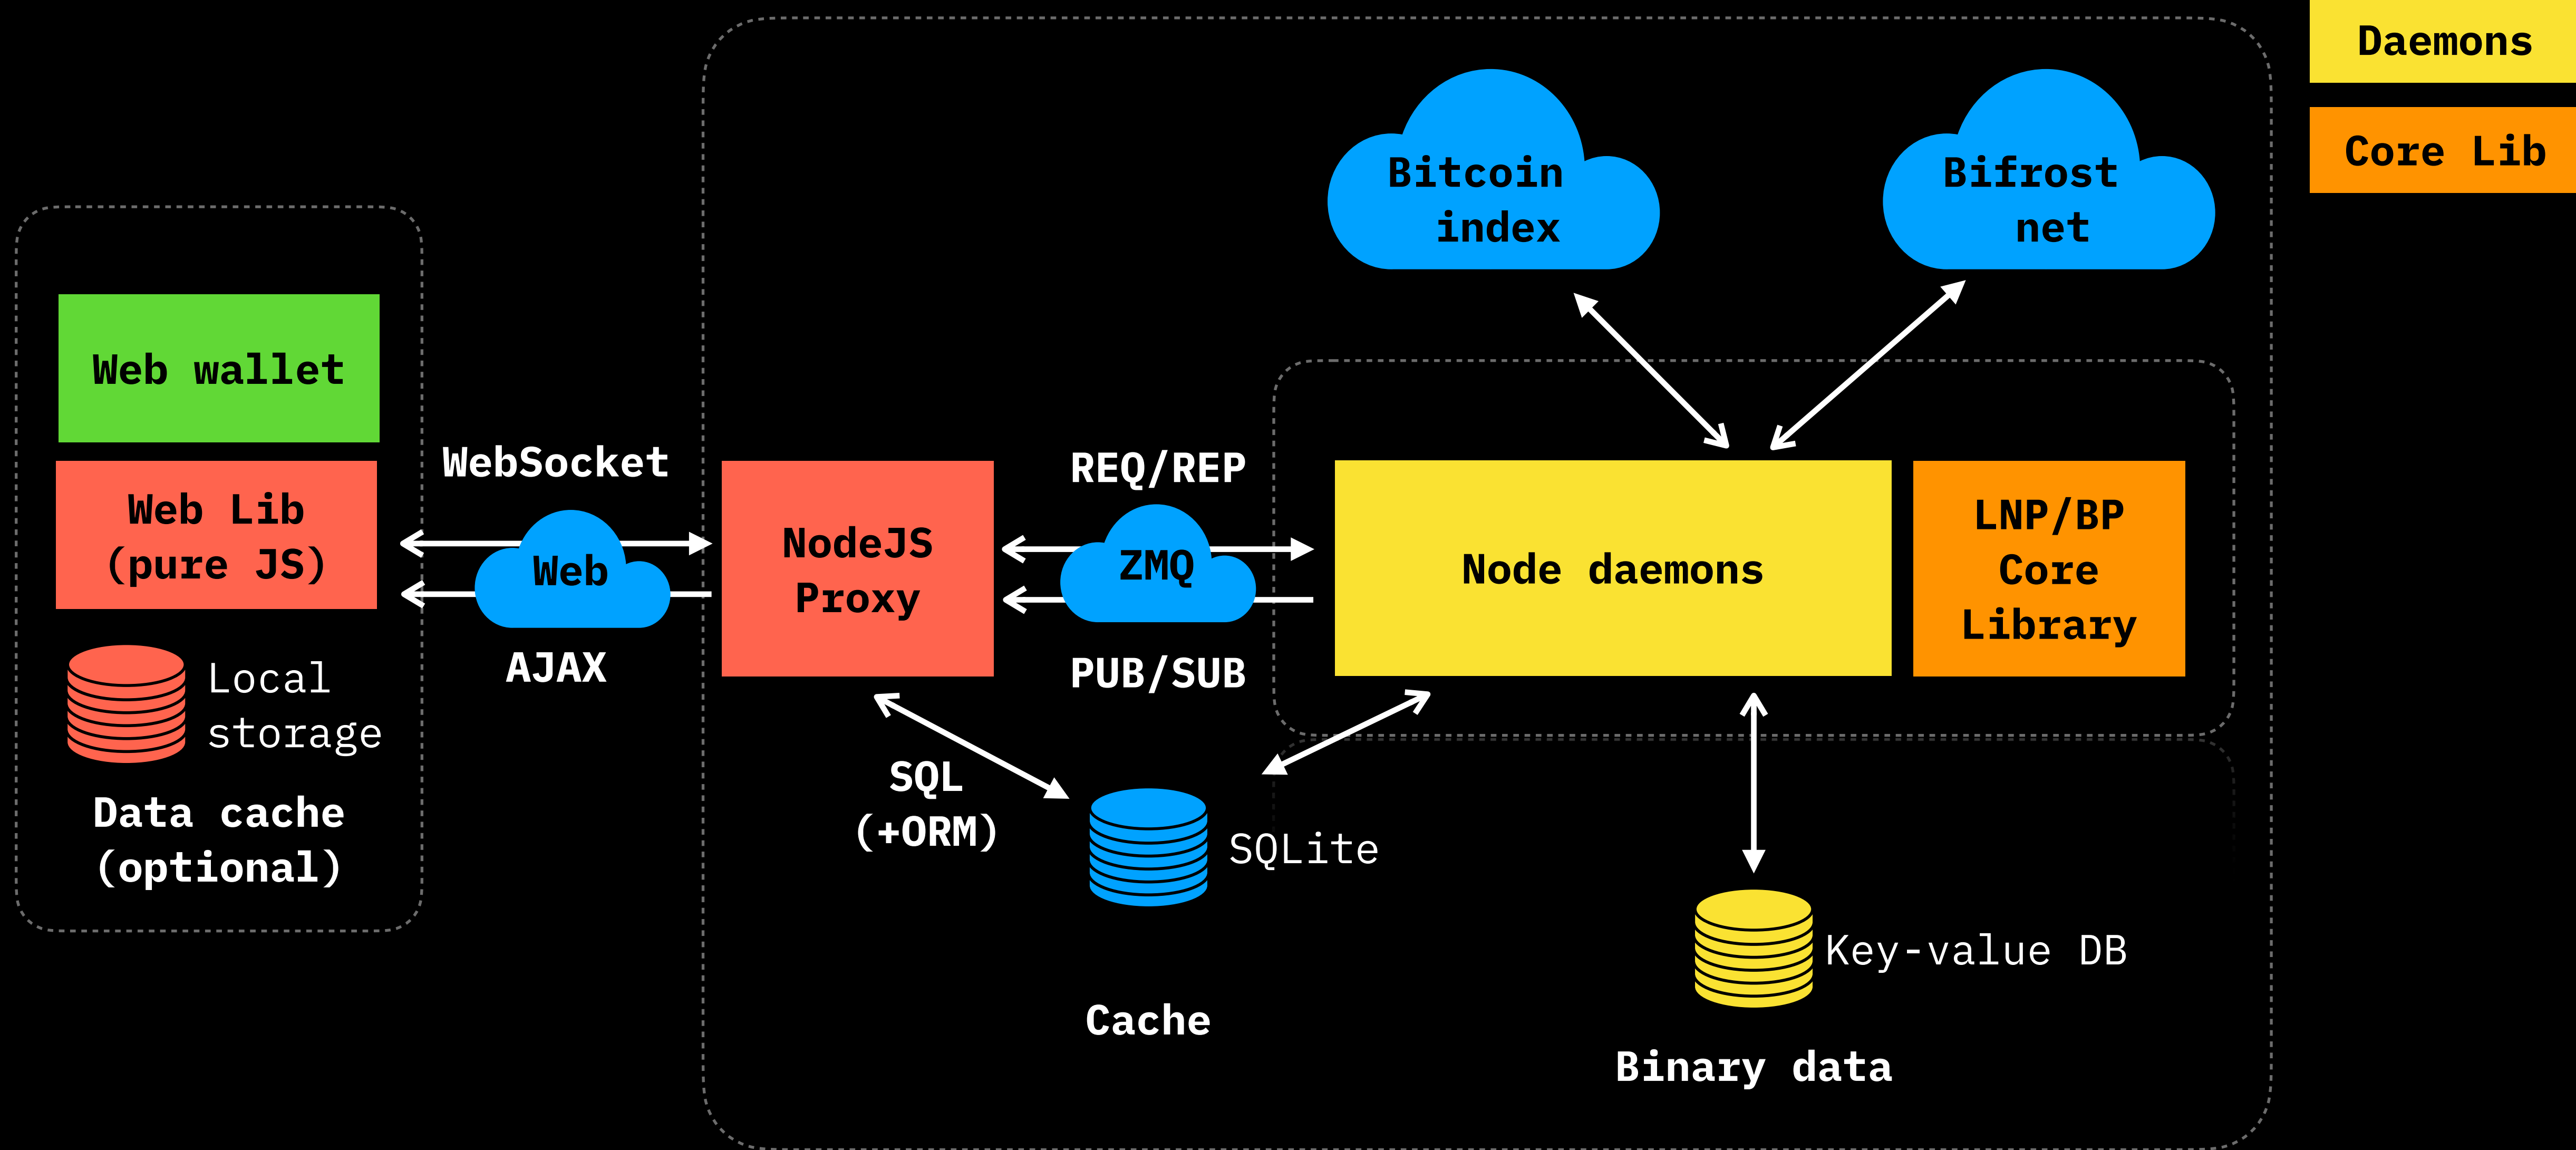 Daemons
Core Lib
Bitcoin
index
Bifrost
net
Web wallet
Web Lib
(pure JS)
Local
storage
Data cache
(optional)
WebSocket
Web
AJAX
NodeJS
Proxy
REQ/REP
ZMQ
PUB/SUB
Node daemons
LNP/BP
Core
Library
SQL
(+ORM)
SQLite
Cache
Key-value DB
Binary data